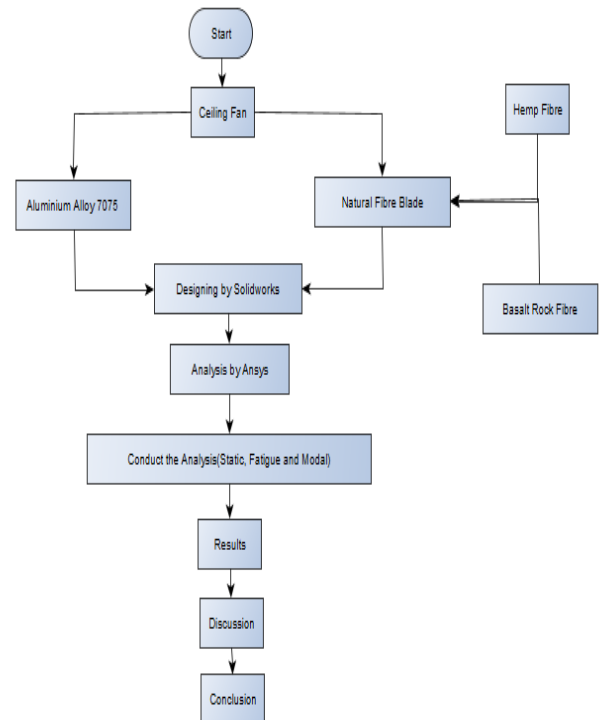 Start
Ceiling Fan
Hemp Fibre
Aluminium Alloy 7075
Natural Fibre Blade
Designing by Solidworks
Basalt Rock Fibre
Analysis by Ansys
Conduct the Analysis(Static, Fatigue and Modal)
Results
Discussion
Conclusion